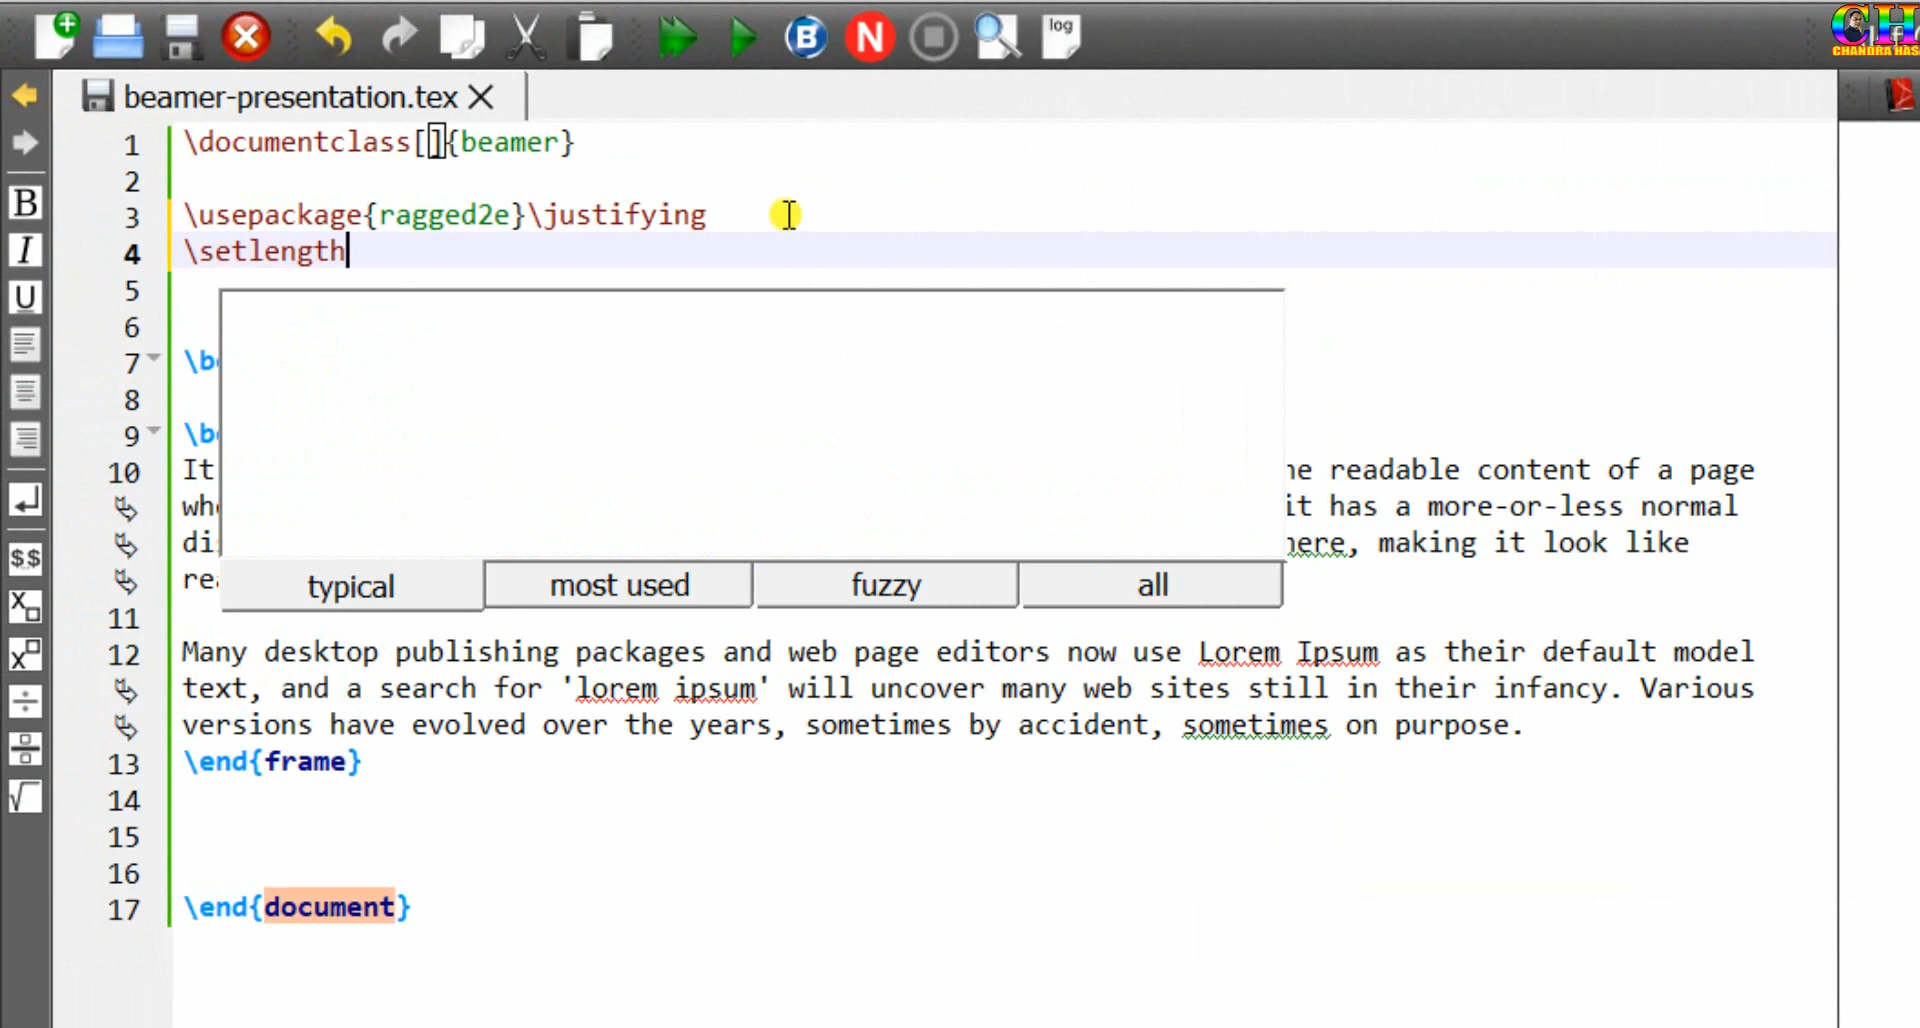 log
CH
CHANDRA HAS
beamer-presentation.tex
1 \documentclass[]{beamer}
2
3 \usepackage{ragged2e}\justifying
4 \setlength
5
6
7 \b
8
9 \b
10 It he readable content of a page
wh it has a more-or-less normal
di here, making it look like
rea
typical most used fuzzy all
11
12 Many desktop publishing packages and web page editors now use Lorem Ipsum as their default model
text, and a search for 'lorem ipsum' will uncover many web sites still in their infancy. Various
versions have evolved over the years, sometimes by accident, sometimes on purpose.
13 \end{frame}
14
15
16
17 \end{document}
B
I
U
$$